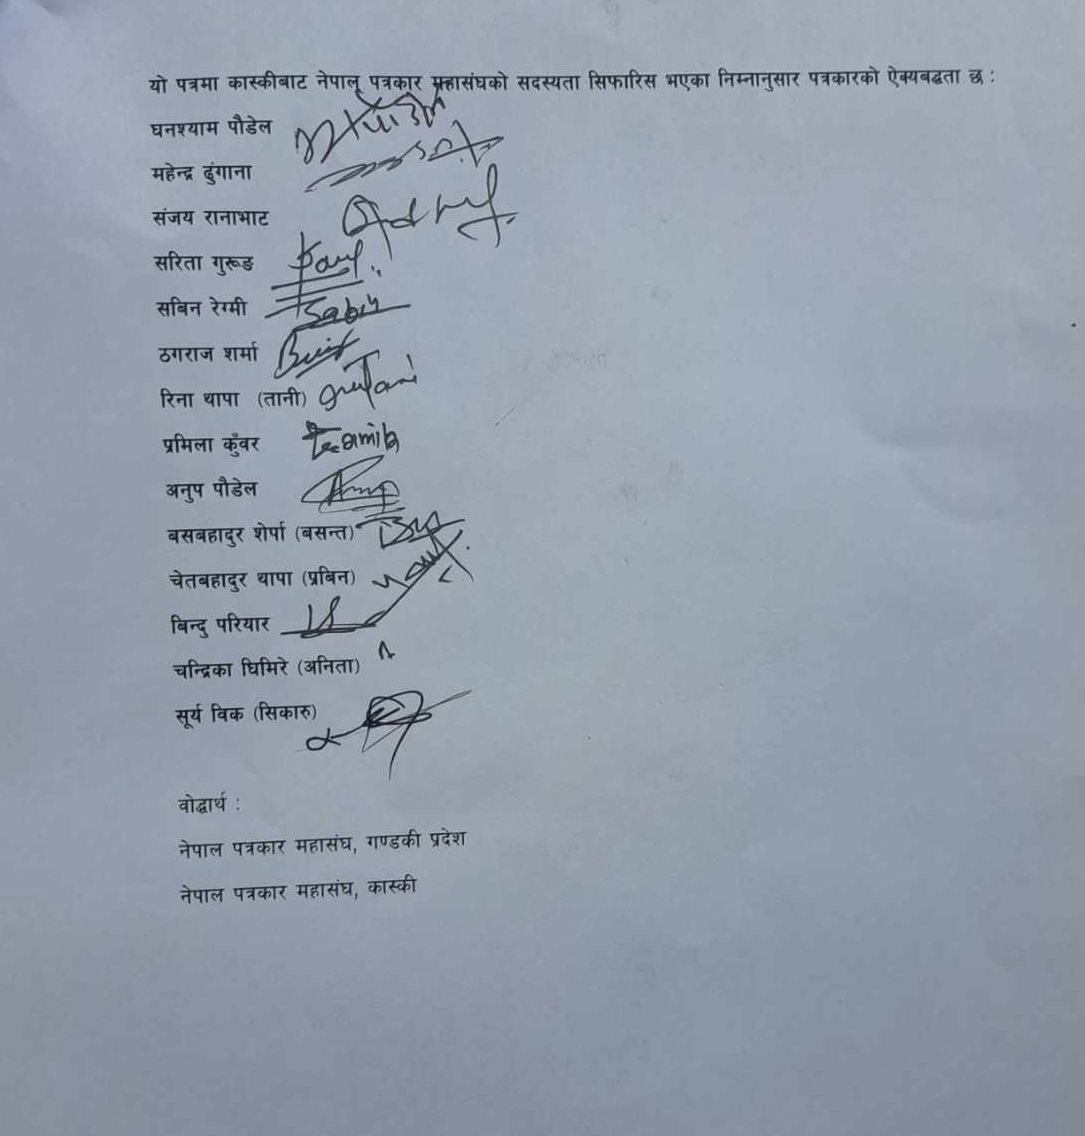 यो पत्रमा कास्कीबाट नेपाल पत्रकार महासंघको सदस्यता सिफारिस भएका निम्नानुसार पत्रकारको ऐक्यबद्धता छ :
घनश्याम पौडेल
महेन्द्र ढुंगाना
संजय रानाभाट
सरिता गुरूङ
सबिन रेग्मी Sabin
ठगराज शर्मा
रिना थापा (तानी)
प्रमिला कुँवर
अनुप पौडेल
बसबहादुर शेर्पा (बसन्त)
चेतबहादुर थापा (प्रबिन)
बिन्दु परियार
चन्द्रिका घिमिरे (अनिता)
सूर्य विक (सिकारु)
वोद्धार्थ :
नेपाल पत्रकार महासंघ, गण्डकी प्रदेश
नेपाल पत्रकार महासंघ, कास्की